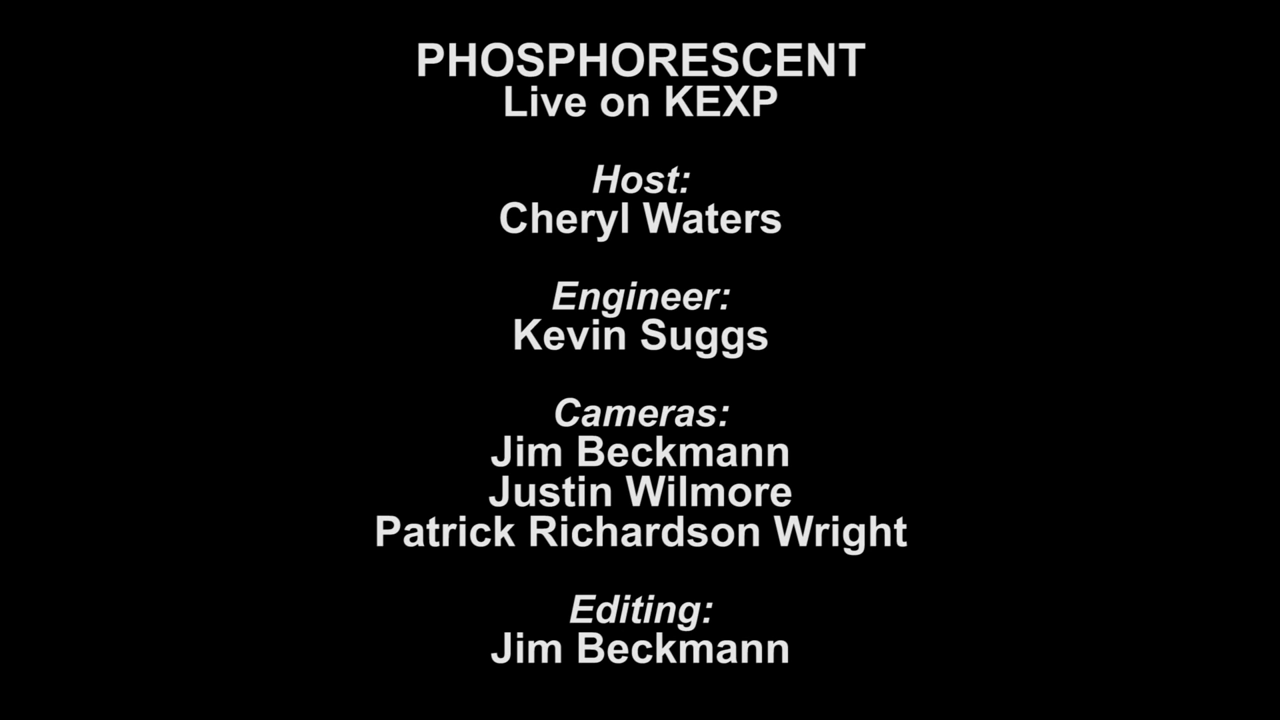 PHOSPHORESCENT
Live on KEXP
Host:
Cheryl Waters
Engineer:
Kevin Suggs
Cameras:
Jim Beckmann
Justin Wilmore
Patrick Richardson Wright
Editing:
Jim Beckmann